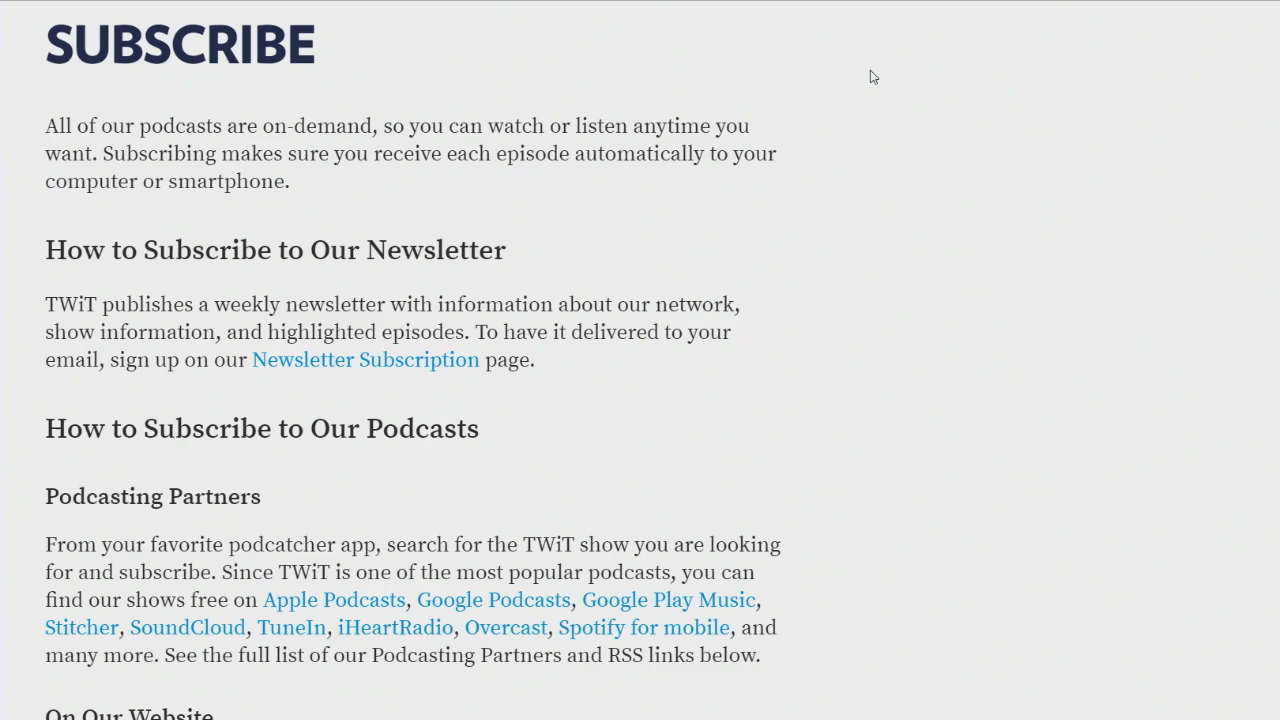 SUBSCRIBE
All of our podcasts are on-demand, so you can watch or listen anytime you
want. Subscribing makes sure you receive each episode automatically to your
computer or smartphone.
How to Subscribe to Our Newsletter
TWiT publishes a weekly newsletter with information about our network,
show information, and highlighted episodes. To have it delivered to your
email, sign up on our Newsletter Subscription page.
How to Subscribe to Our Podcasts
Podcasting Partners
From your favorite podcatcher app, search for the TWiT show you are looking
for and subscribe. Since TWiT is one of the most popular podcasts, you can
find our shows free on Apple Podcasts, Google Podcasts, Google Play Music,
Stitcher, SoundCloud, TuneIn, iHeartRadio, Overcast, Spotify for mobile, and
many more. See the full list of our Podcasting Partners and RSS links below.
On Our Website